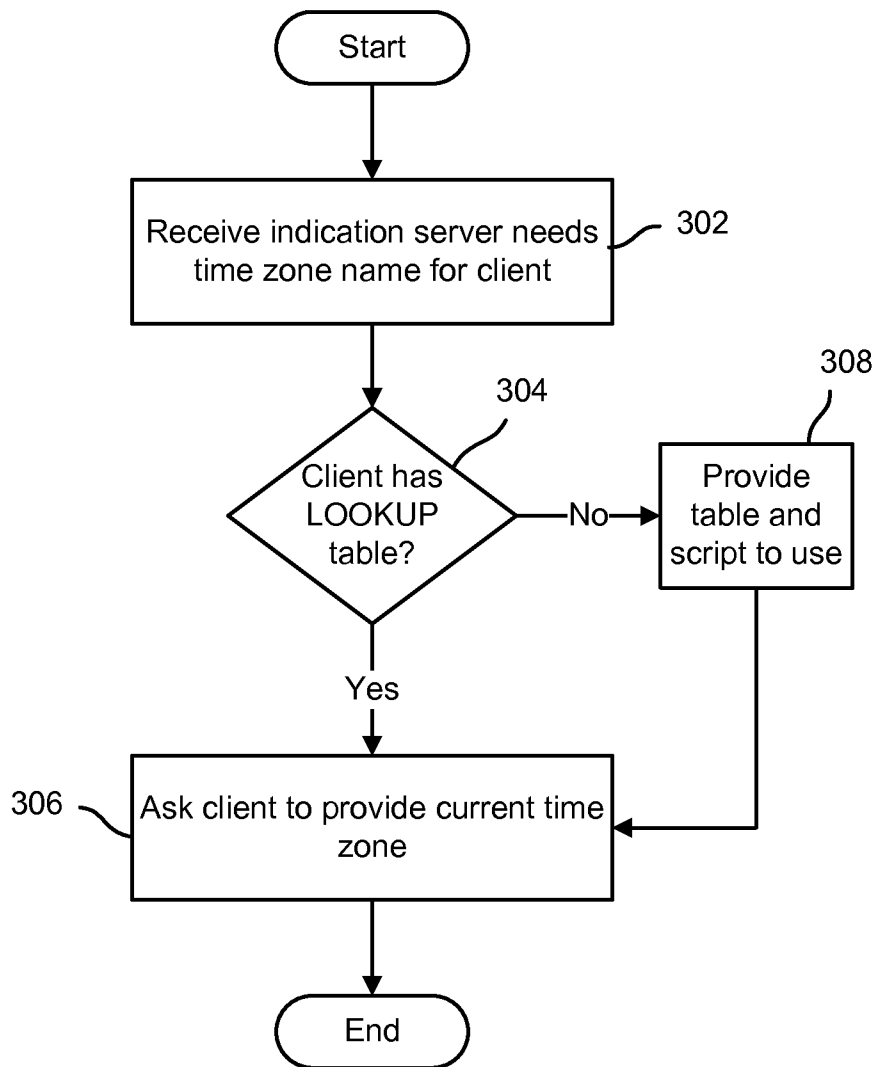 Start
Receive indication server needs
time zone name for client
302
304
Client has
LOOKUP
table?
No
308
Provide
table and
script to use
Yes
306
Ask client to provide current time
zone
End